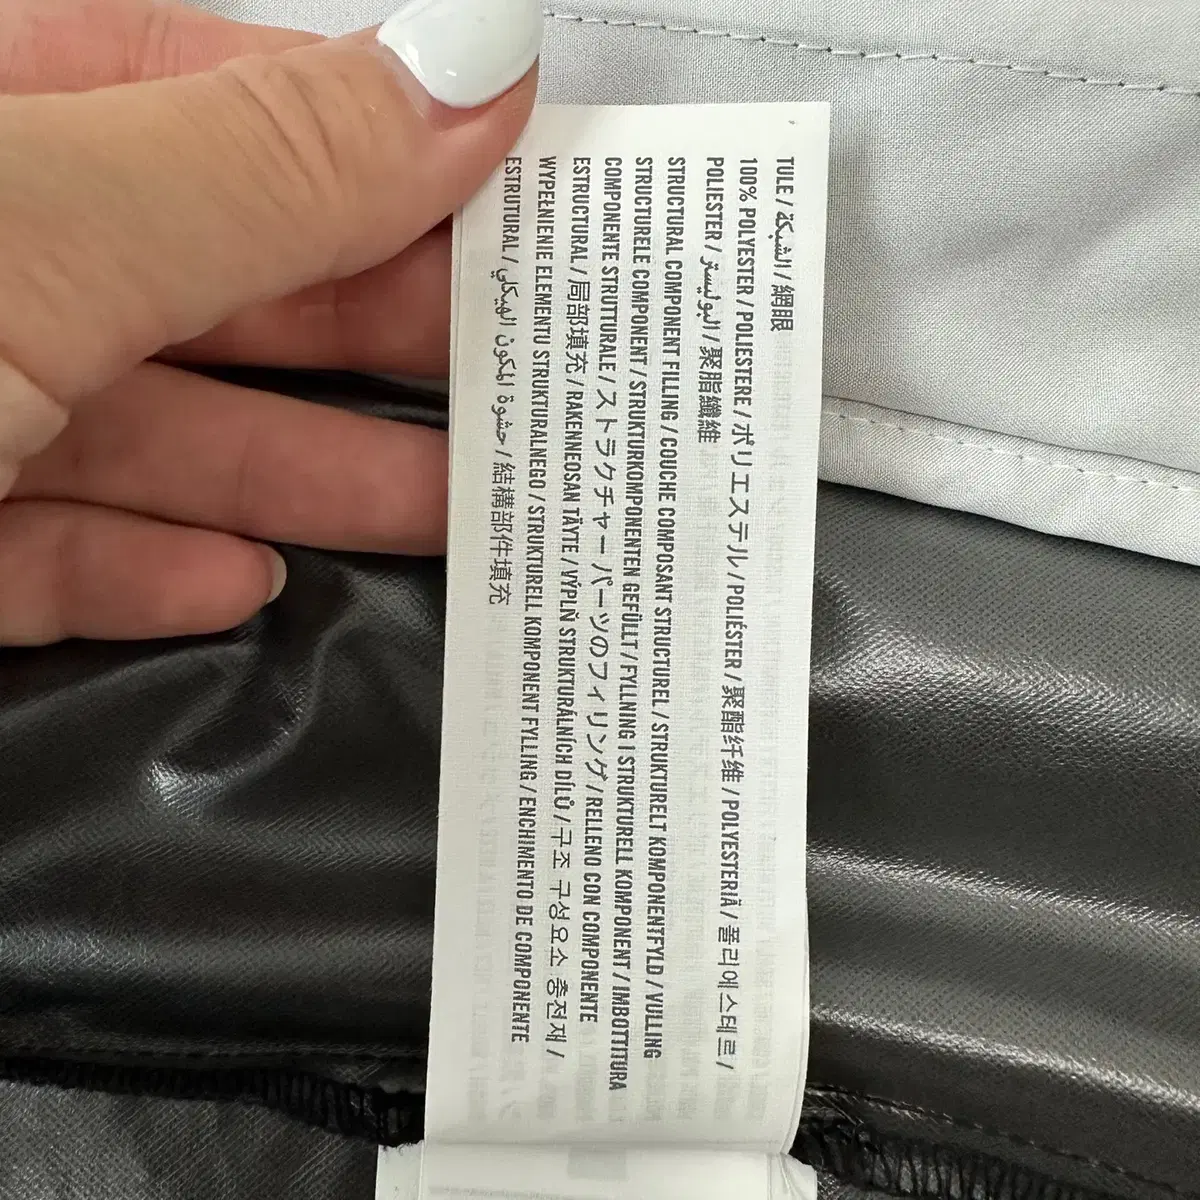 TULE / الشبكة / 網眼
100% POLYESTER / POLIESTERE / ポリエステル / POLIÉSTER / 聚酯纤维 / POLYESTERIÄ / 폴리에스테르 /
POLIESTER / البوليستر / 聚脂纖維
STRUCTURAL COMPONENT FILLING / COUCHE COMPOSANT STRUCTUREL / STRUKTURELT KOMPONENTFYLD / VULLING
STRUCTURELE COMPONENT / STRUKTURKOMPONENTEN GEFÜLLT / FYLLNING I STRUKTURELL KOMPONENT / IMBOTTITURA
COMPONENTE STRUTTURALE / ストラクチャーパーツのフィリング / RELLENO CON COMPONENTE
ESTRUCTURAL / 局部填充 / RAKENNEOSAN TÄYTE / VÝPLŇ STRUKTURÁLNÍCH DÍLŮ / 구조 구성요소 충전재 /
WYPEŁNIENIE ELEMENTU STRUKTURALNEGO / STRUKTURELL KOMPONENT FYLLING / ENCHIMENTO DE COMPONENTE
ESTRUTURAL / حشوة المكون الهيكلي / 結構部件填充